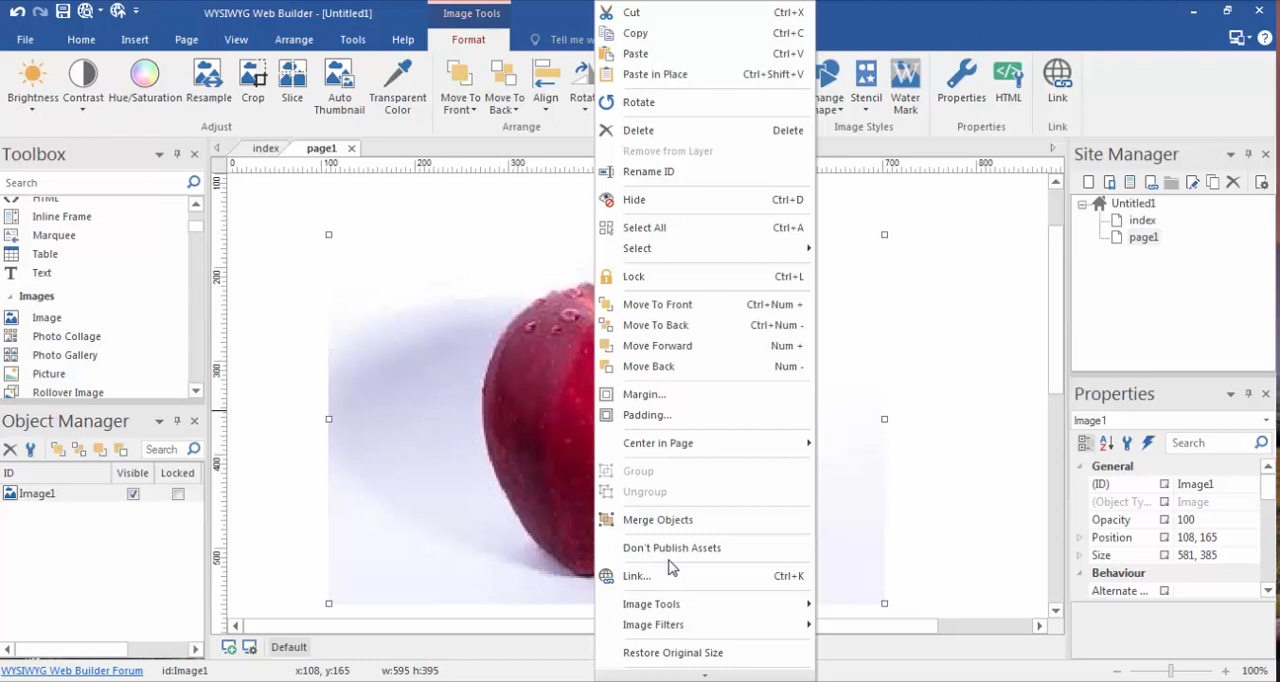 WYSIWYG Web Builder - [Untitled1]
Image Tools
File
Home
Insert
Page
View
Arrange
Tools
Help
Format
Tell me
Brightness
Contrast
Hue/Saturation
Resample
Crop
Slice
Auto
Thumbnail
Transparent
Color
Adjust
Move To
Front
Move To
Back
Align
Arrange
Stencil
Water
Mark
Image Styles
Properties
HTML
Properties
Link
Link
Cut Ctrl+X
Copy Ctrl+C
Paste Ctrl+V
Paste in Place Ctrl+Shift+V
Rotate
Delete Delete
Remove from Layer
Rename ID
Hide Ctrl+D
Select All Ctrl+A
Select
Lock Ctrl+L
Move To Front Ctrl+Num +
Move To Back Ctrl+Num -
Move Forward Num +
Move Back Num -
Margin...
Padding...
Center in Page
Group
Ungroup
Merge Objects
Don't Publish Assets
Link... Ctrl+K
Image Tools
Image Filters
Restore Original Size
Toolbox
Search
HTML
Inline Frame
Marquee
Table
Text
Images
Image
Photo Collage
Photo Gallery
Picture
Rollover Image
Object Manager
Search
ID Visible Locked
Image1
index
page1
0 100 200 300 700 800
100
200
300
400
500
Default
Site Manager
Untitled1
index
page1
Properties
Image1
Search
General
(ID) Image1
(Object Ty... Image
Opacity 100
Position 108, 165
Size 581, 385
Behaviour
Alternate ...
WYSIWYG Web Builder Forum
id:Image1
x:108, y:165
w:595 h:395
100%